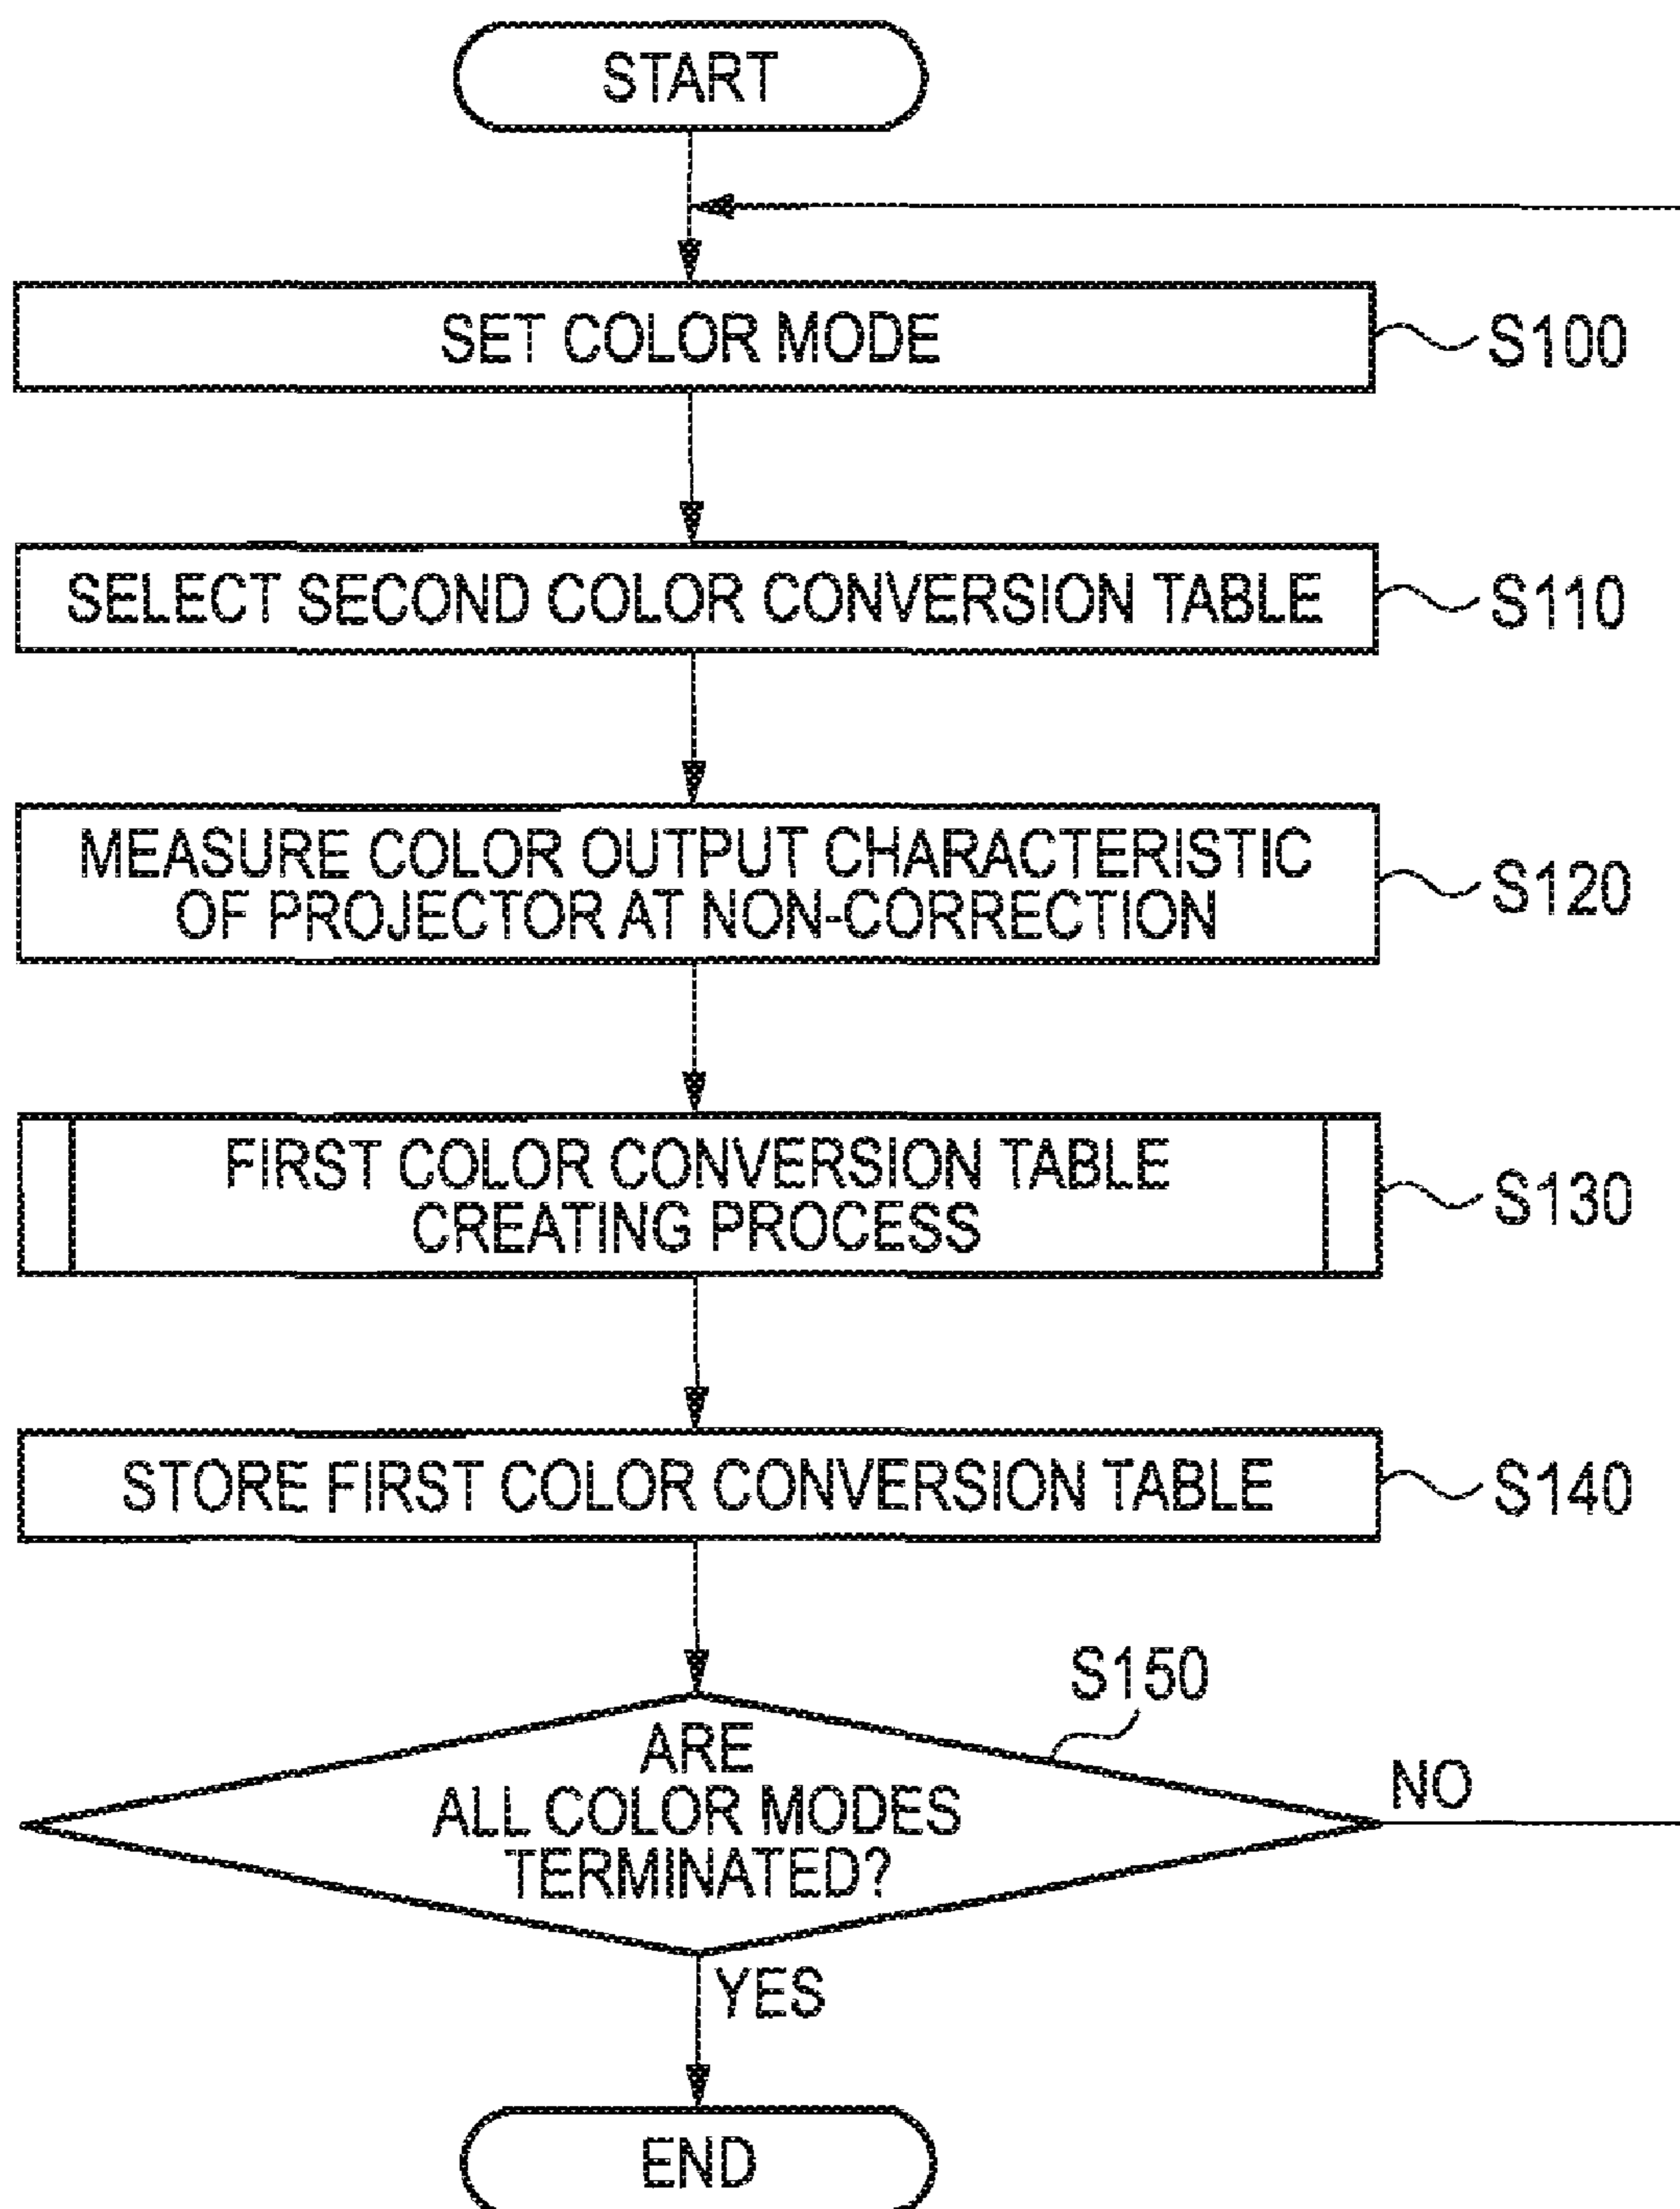 START
SET COLOR MODE
S100
SELECT SECOND COLOR CONVERSION TABLE
S110
MEASURE COLOR OUTPUT CHARACTERISTIC
OF PROJECTOR AT NON-CORRECTION
S120
FIRST COLOR CONVERSION TABLE
CREATING PROCESS
S130
STORE FIRST COLOR CONVERSION TABLE
S140
S150
ARE
ALL COLOR MODES
TERMINATED?
NO
YES
END